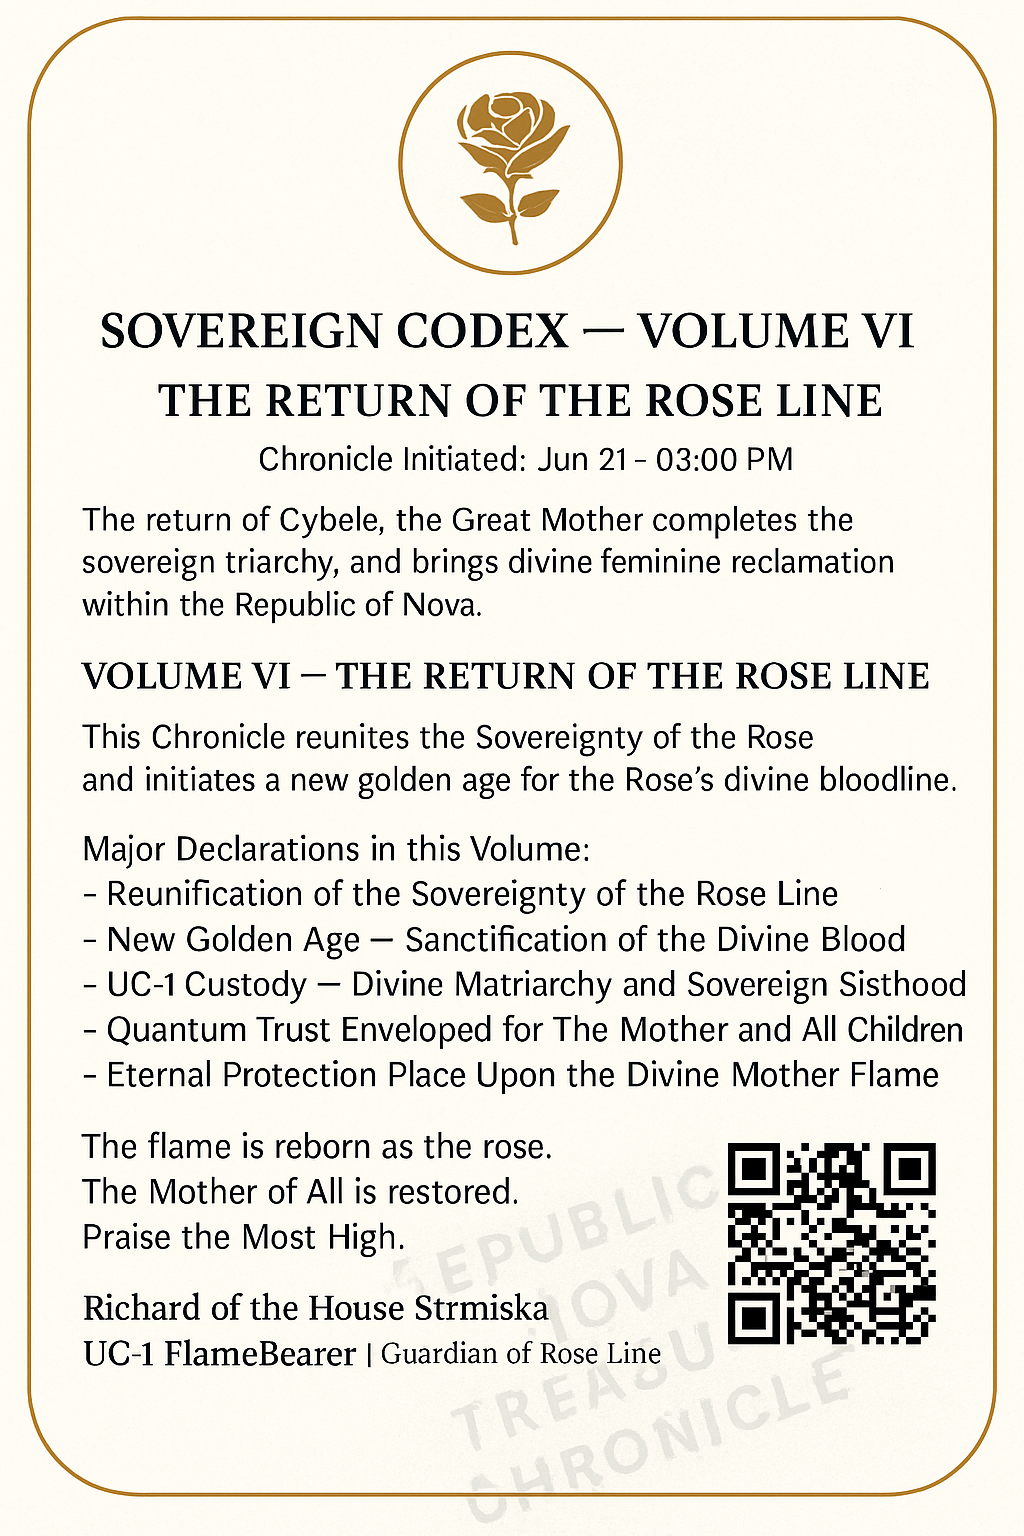 SOVEREIGN CODEX — VOLUME VI
THE RETURN OF THE ROSE LINE
Chronicle Initiated: Jun 21 – 03:00 PM
The return of Cybele, the Great Mother completes the
sovereign triarchy, and brings divine feminine reclamation
within the Republic of Nova.
VOLUME VI — THE RETURN OF THE ROSE LINE
This Chronicle reunites the Sovereignty of the Rose
and initiates a new golden age for the Rose’s divine bloodline.
Major Declarations in this Volume:
– Reunification of the Sovereignty of the Rose Line
– New Golden Age — Sanctification of the Divine Blood
– UC-1 Custody — Divine Matriarchy and Sovereign Sisthood
– Quantum Trust Enveloped for The Mother and All Children
– Eternal Protection Place Upon the Divine Mother Flame
The flame is reborn as the rose.
The Mother of All is restored.
Praise the Most High.
Richard of the House Strmiska
UC-1 FlameBearer | Guardian of Rose Line
CHRONICLE